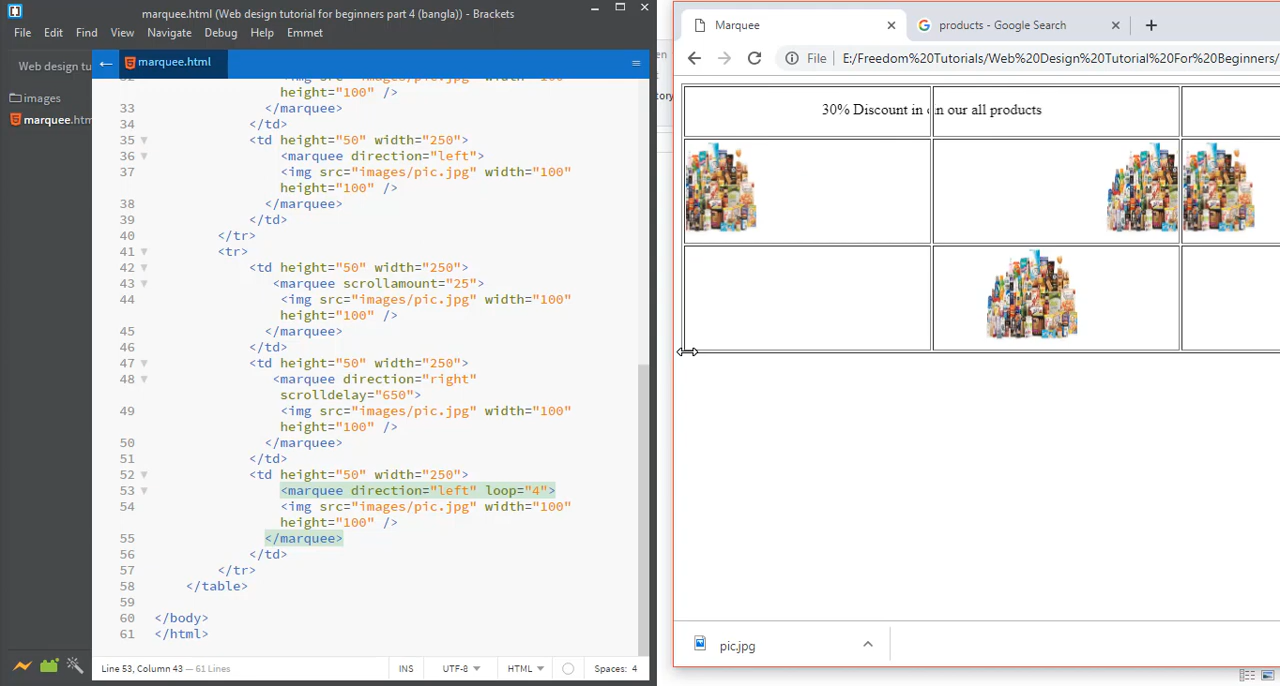 marquee.html (Web design tutorial for beginners part 4 (bangla)) - Brackets
File Edit Find View Navigate Debug Help Emmet
Web design tu
images
marquee.htm
← marquee.html
height="100" />
33 </marquee>
34 </td>
35 <td height="50" width="250">
36 <marquee direction="left">
37 <img src="images/pic.jpg" width="100"
height="100" />
38 </marquee>
39 </td>
40 </tr>
41 <tr>
42 <td height="50" width="250">
43 <marquee scrollamount="25">
44 <img src="images/pic.jpg" width="100"
height="100" />
45 </marquee>
46 </td>
47 <td height="50" width="250">
48 <marquee direction="right"
scrolldelay="650">
49 <img src="images/pic.jpg" width="100"
height="100" />
50 </marquee>
51 </td>
52 <td height="50" width="250">
53 <marquee direction="left" loop="4">
54 <img src="images/pic.jpg" width="100"
height="100" />
55 </marquee>
56 </td>
57 </tr>
58 </table>
59
60 </body>
61 </html>
Line 53, Column 43 — 61 Lines
INS UTF-8 HTML Spaces: 4
Marquee
products - Google Search
File E:/Freedom%20Tutorials/Web%20Design%20Tutorial%20For%20Beginners/
30% Discount in
in our all products
pic.jpg